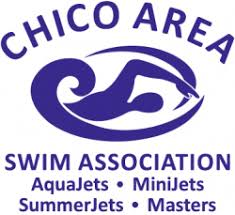 CHICO AREA
SWIM ASSOCIATION
AquaJets • MiniJets
SummerJets • Masters